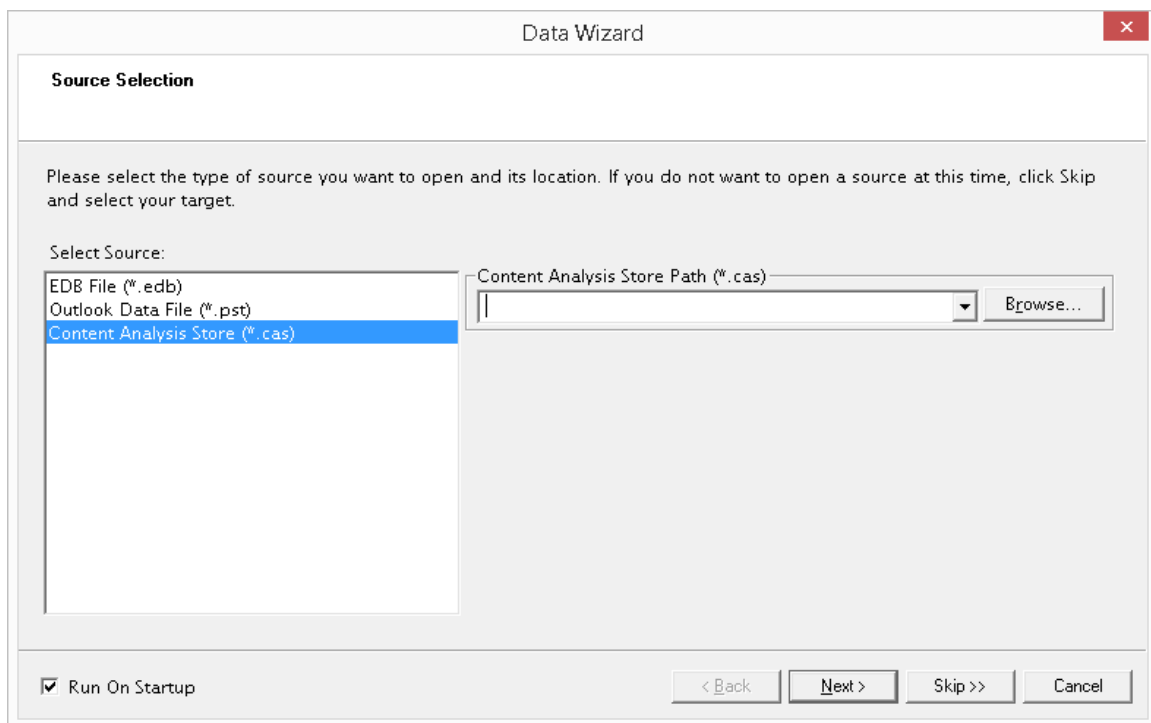 Data Wizard
Source Selection
Please select the type of source you want to open and its location. If you do not want to open a source at this time, click Skip
and select your target.
Select Source:
EDB File (*.edb)
Outlook Data File (*.pst)
Content Analysis Store (*.cas)
Content Analysis Store Path (*.cas)
Browse...
Run On Startup
< Back
Next >
Skip >>
Cancel